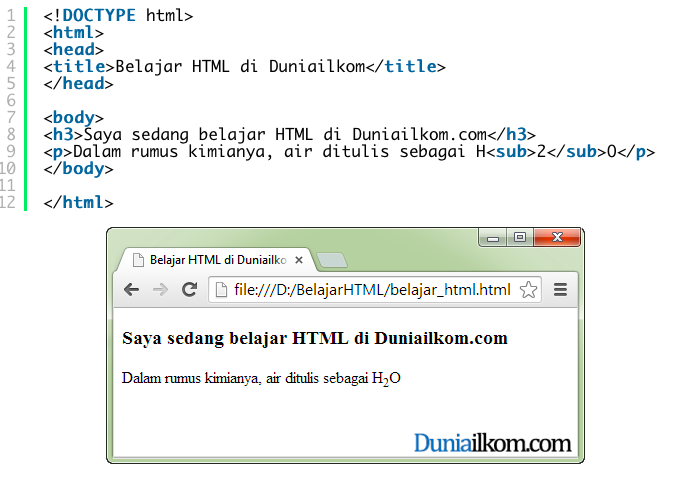 1 <!DOCTYPE html>
2 <html>
3 <head>
4 <title>Belajar HTML di Duniailkom</title>
5 </head>
6
7 <body>
8 <h3>Saya sedang belajar HTML di Duniailkom.com</h3>
9 <p>Dalam rumus kimianya, air ditulis sebagai H<sub>2</sub>O</p>
10 </body>
11
12 </html>
Belajar HTML di Duniailko
file:///D:/BelajarHTML/belajar_html.html
Saya sedang belajar HTML di Duniailkom.com
Dalam rumus kimianya, air ditulis sebagai H₂O
Duniailkom.com